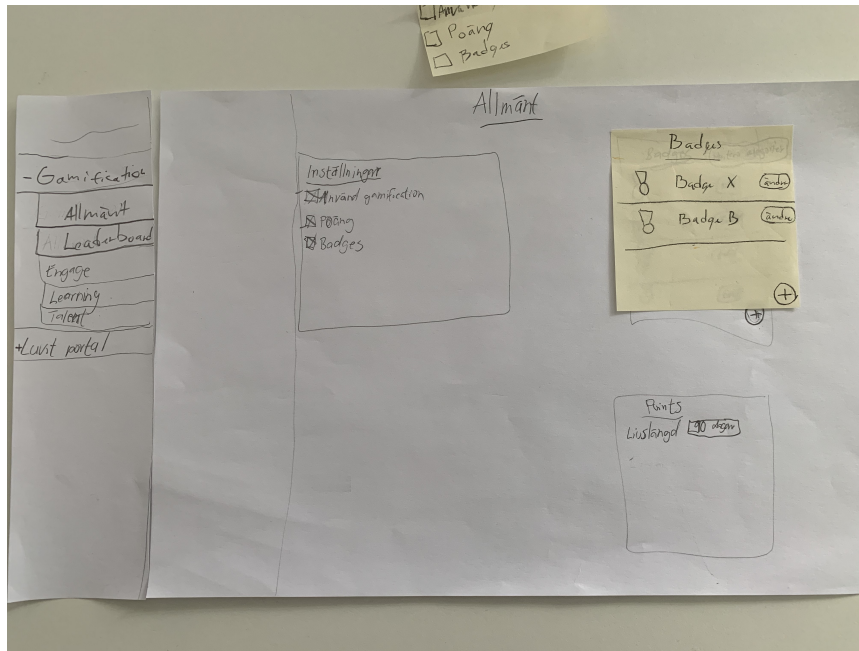 Poäng
Badges
Allmänt
- Gamification
Allmänt
Leaderboard
Engage
Learning
Talent
+Luvit portal
Inställningar
Använd gamification
Poäng
Badges
Badges
Badge X ändra
Badge B ändra
+
+
Points
Livslängd 90 dagar